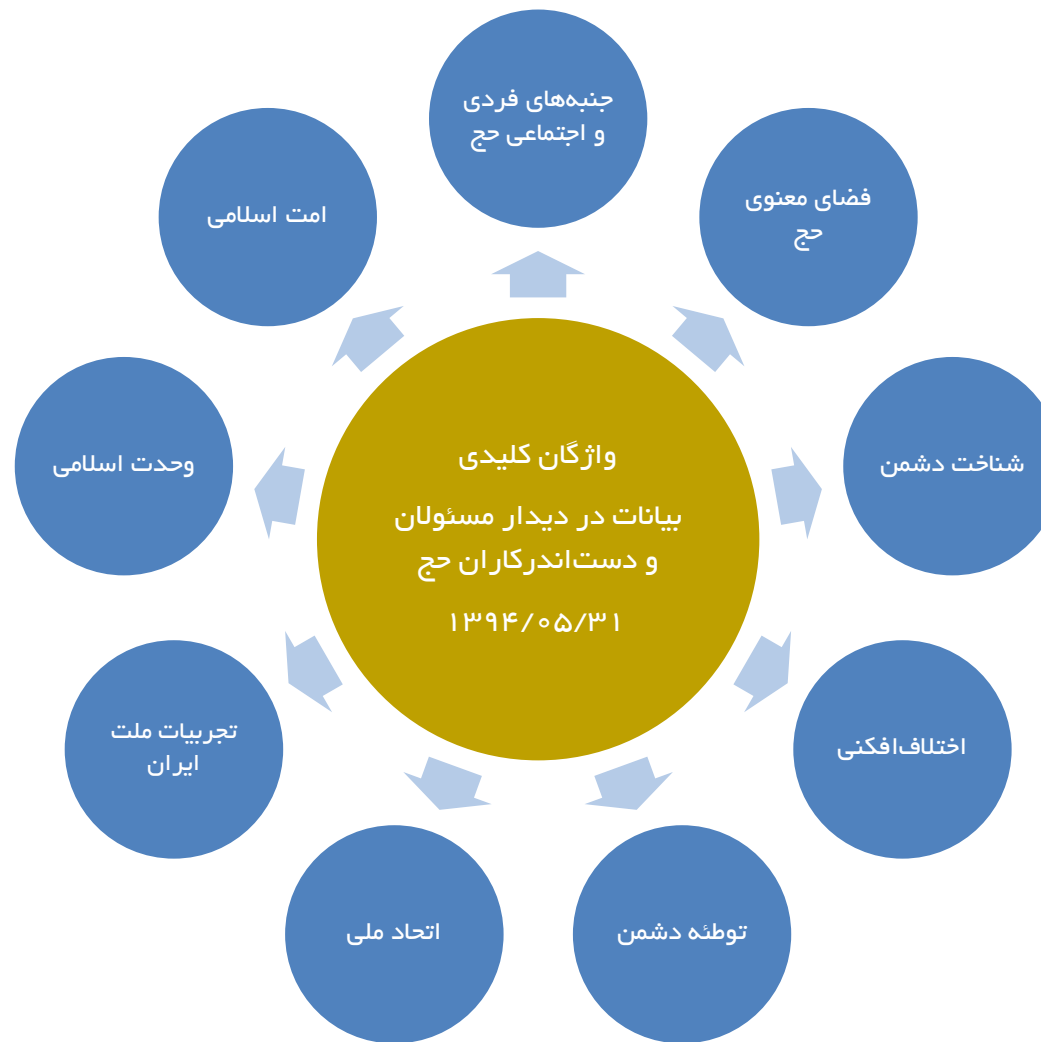 جنبه‌های فردی
و اجتماعی حج
فضای معنوی
حج
امت اسلامی
شناخت دشمن
وحدت اسلامی
واژگان کلیدی
بیانات در دیدار مسئولان
و دست‌اندرکاران حج
۱۳۹۴/۰۵/۳۱
اختلاف‌افکنی
تجربیات ملت
ایران
توطئه دشمن
اتحاد ملی